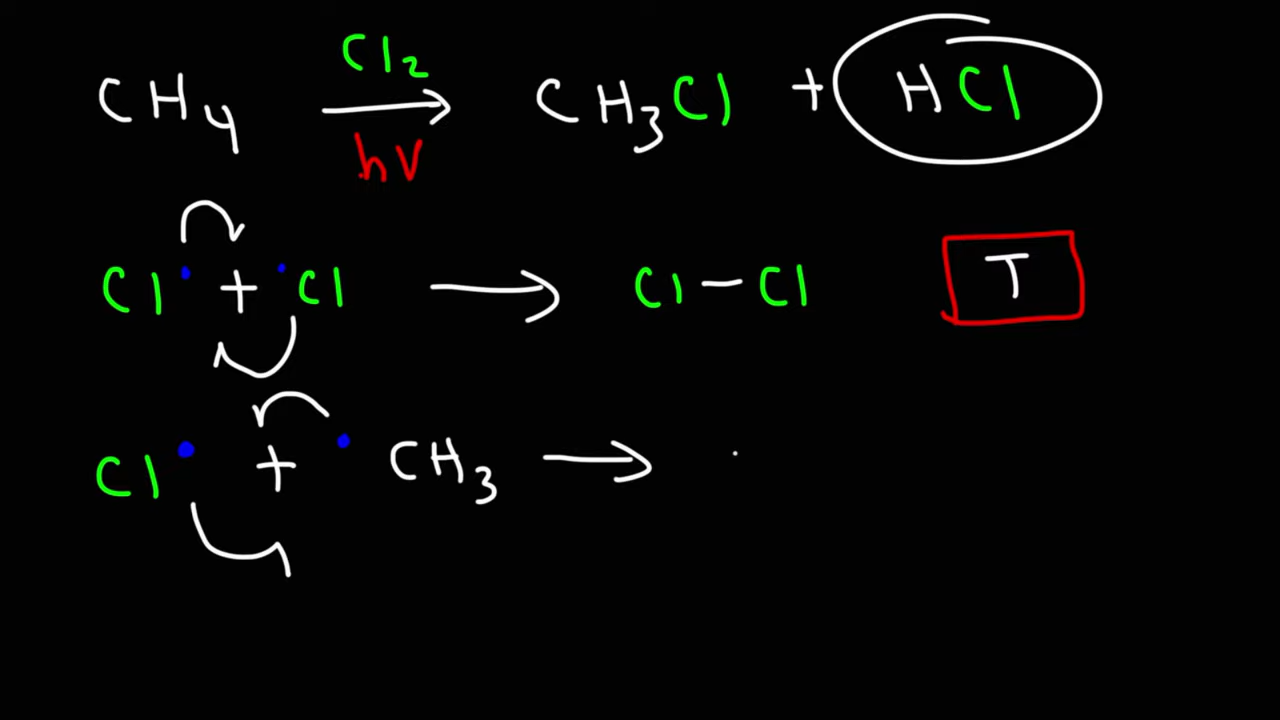 CH4 Cl2 hv → CH3Cl + HCl
Cl• + •Cl → Cl–Cl T
Cl• + •CH3 →